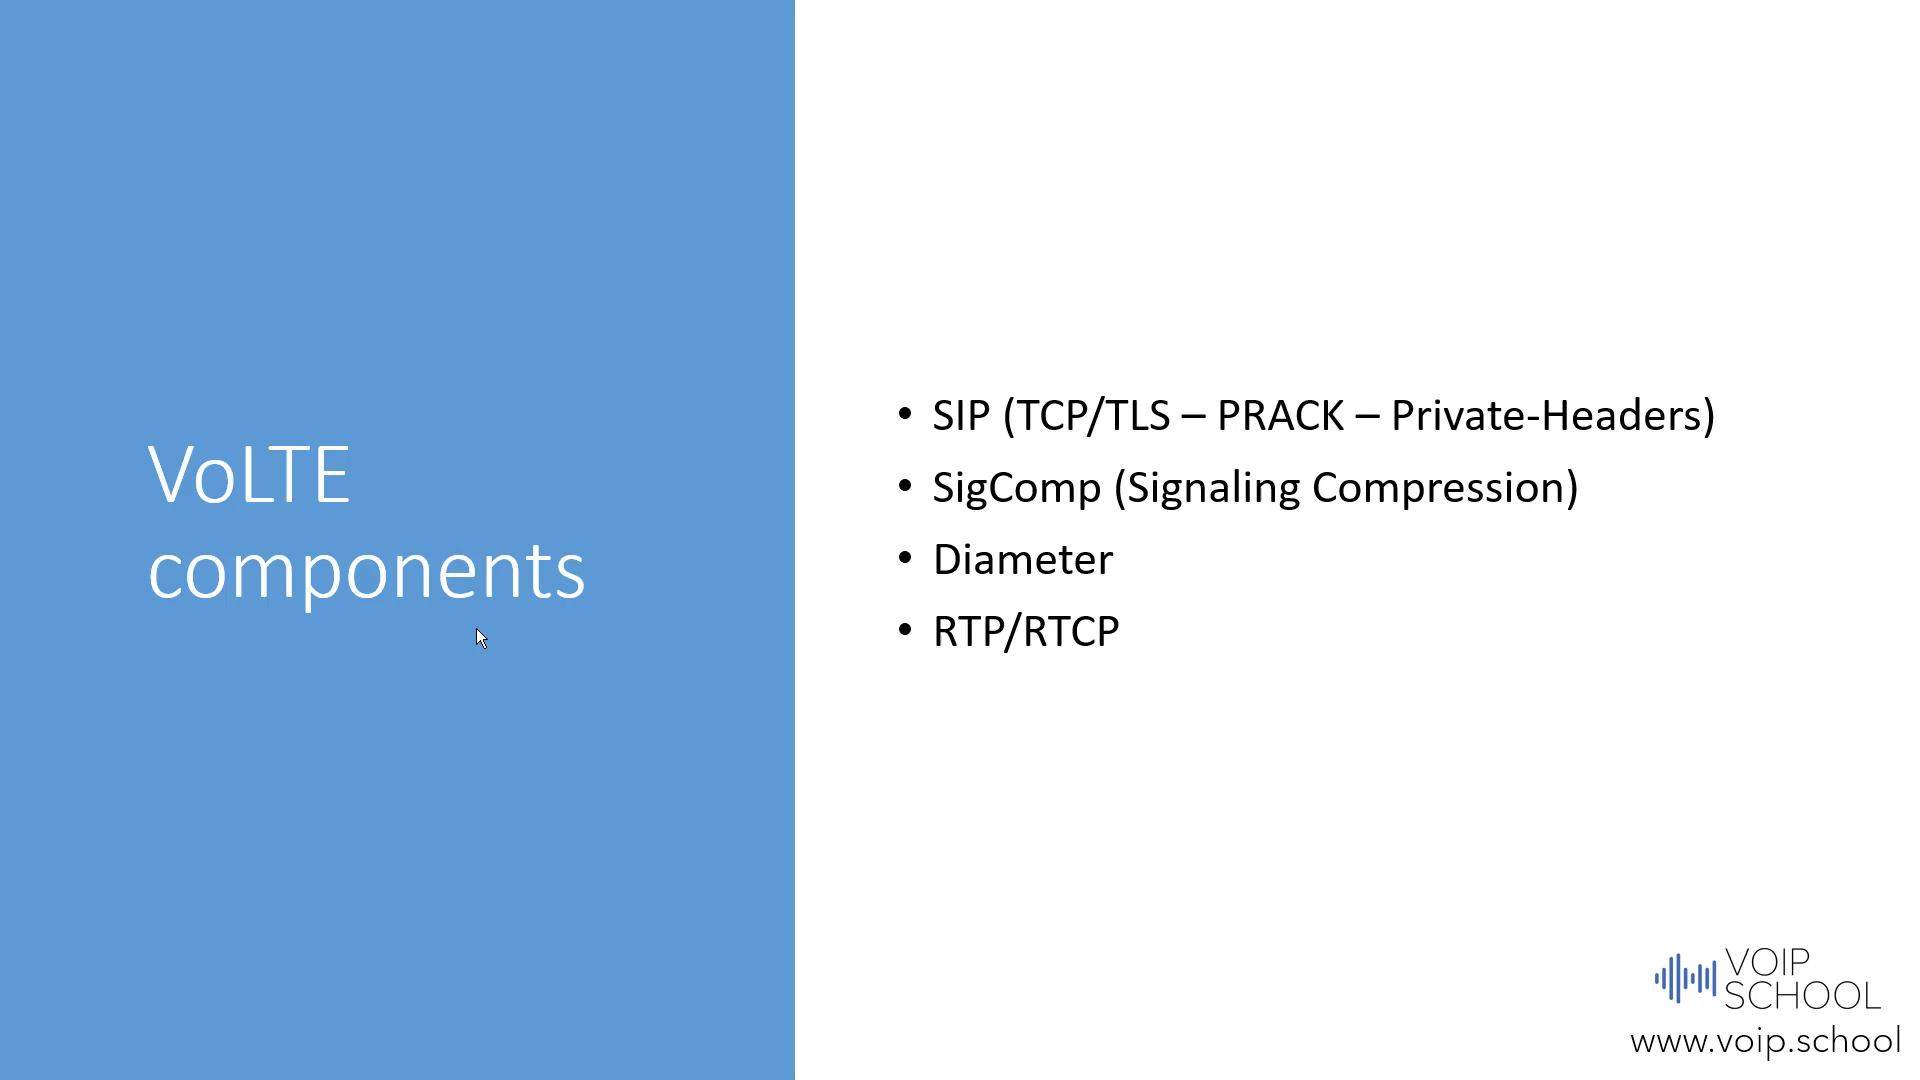 VoLTE
components
• SIP (TCP/TLS – PRACK – Private-Headers)
• SigComp (Signaling Compression)
• Diameter
• RTP/RTCP
VOIP
SCHOOL
www.voip.school